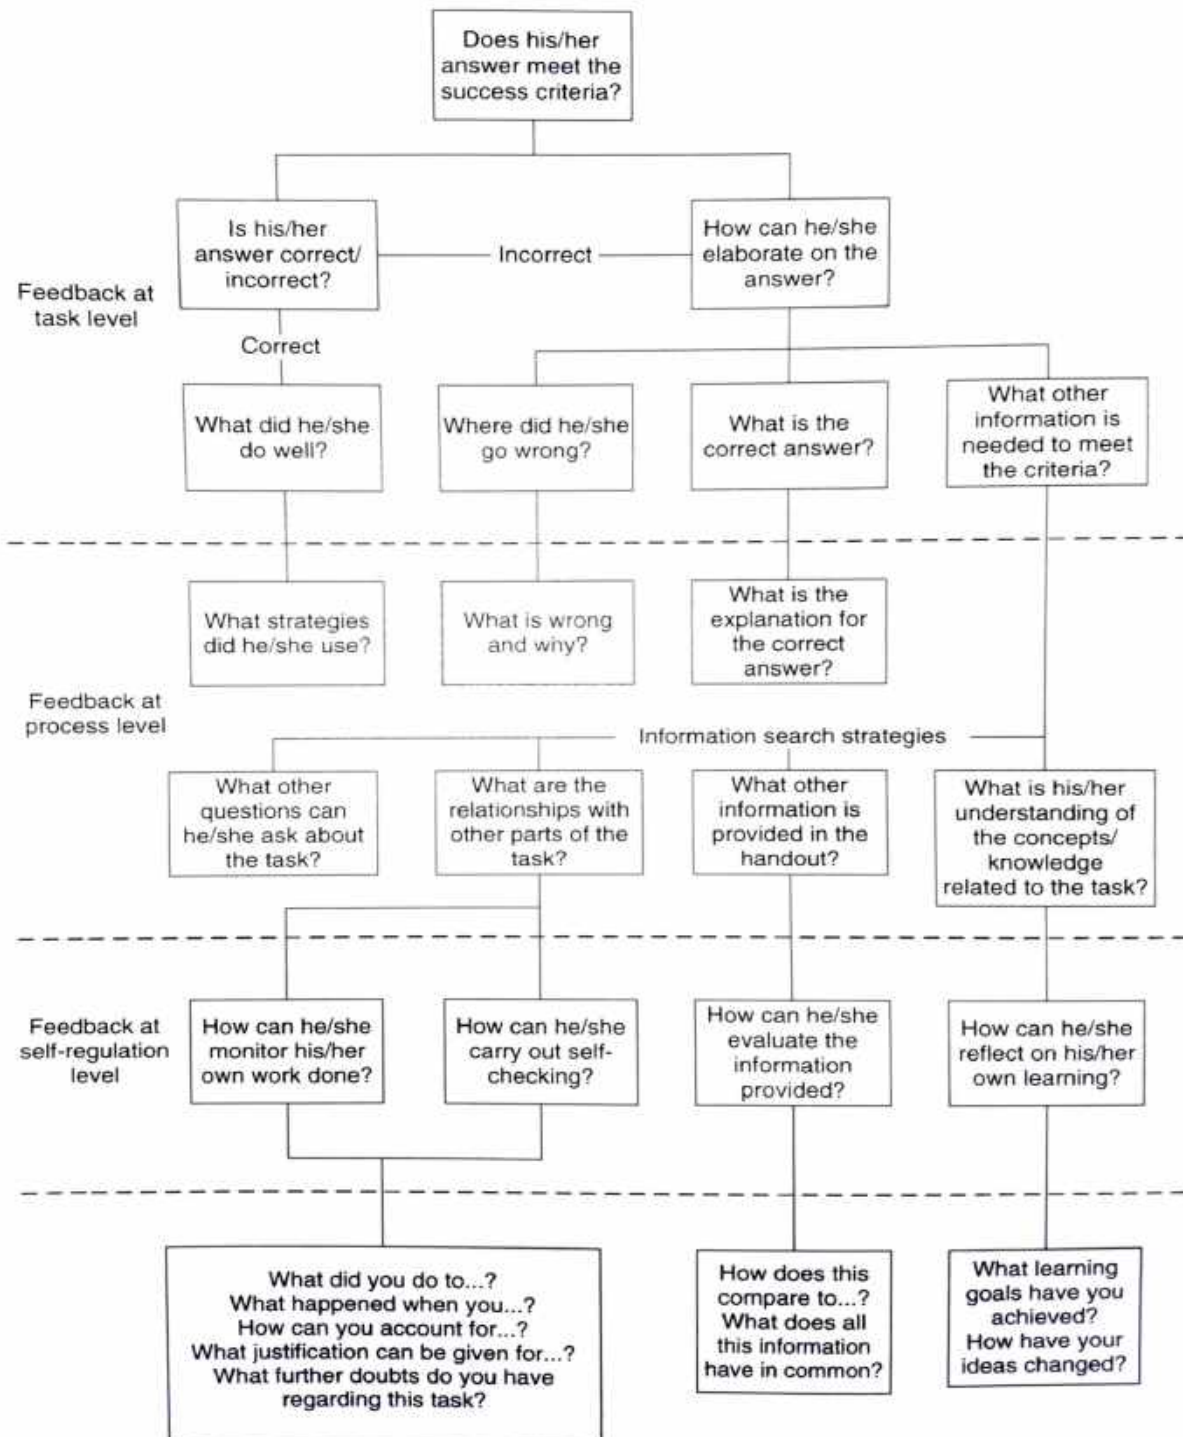 Does his/her
answer meet the
success criteria?
Is his/her
answer correct/
incorrect?
Incorrect
How can he/she
elaborate on the
answer?
Feedback at
task level
Correct
What did he/she
do well?
Where did he/she
go wrong?
What is the
correct answer?
What other
information is
needed to meet
the criteria?
What strategies
did he/she use?
What is wrong
and why?
What is the
explanation for
the correct
answer?
Feedback at
process level
Information search strategies
What other
questions can
he/she ask about
the task?
What are the
relationships with
other parts of the
task?
What other
information is
provided in the
handout?
What is his/her
understanding of
the concepts/
knowledge
related to the task?
Feedback at
self-regulation
level
How can he/she
monitor his/her
own work done?
How can he/she
carry out self-
checking?
How can he/she
evaluate the
information
provided?
How can he/she
reflect on his/her
own learning?
What did you do to...?
What happened when you...?
How can you account for...?
What justification can be given for...?
What further doubts do you have
regarding this task?
How does this
compare to...?
What does all
this information
have in common?
What learning
goals have you
achieved?
How have your
ideas changed?